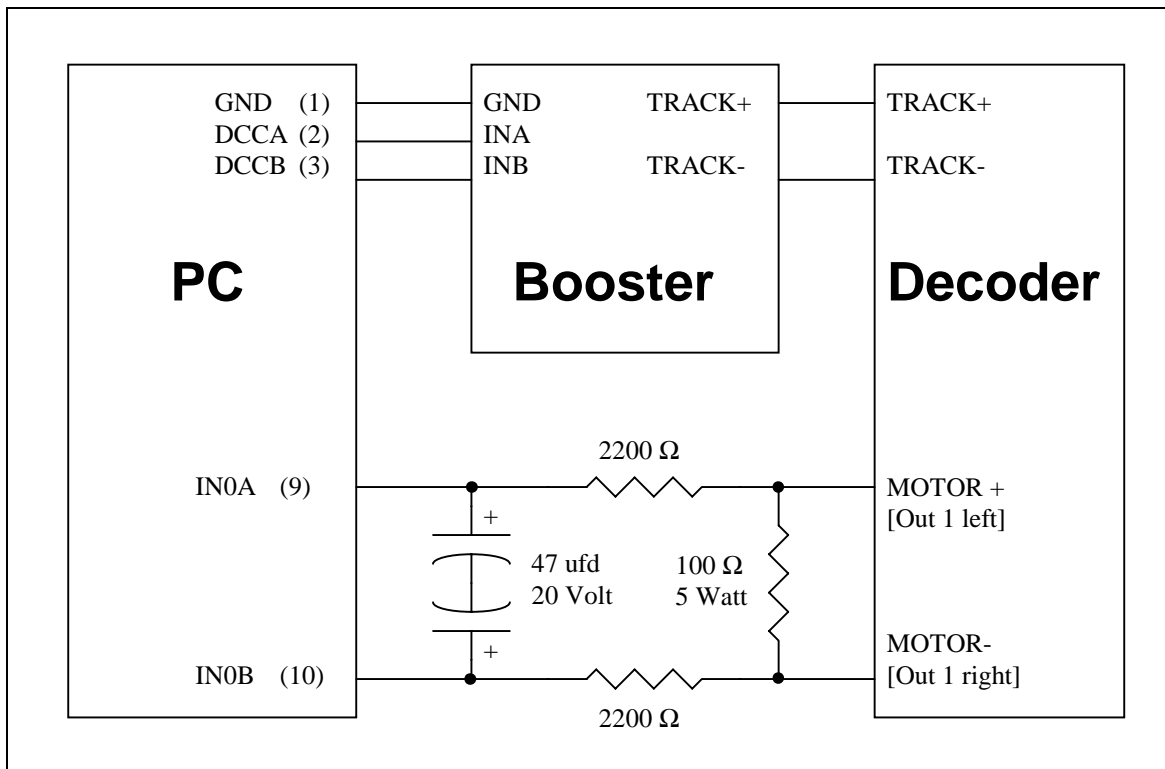 GND (1)
DCCA (2)
DCCB (3)
PC
IN0A (9)
IN0B (10)
GND TRACK+
INA
INB TRACK-
Booster
TRACK+
TRACK-
Decoder
MOTOR +
[Out 1 left]
MOTOR-
[Out 1 right]
2200 Ω
+
47 ufd
20 Volt
+
100 Ω
5 Watt
2200 Ω